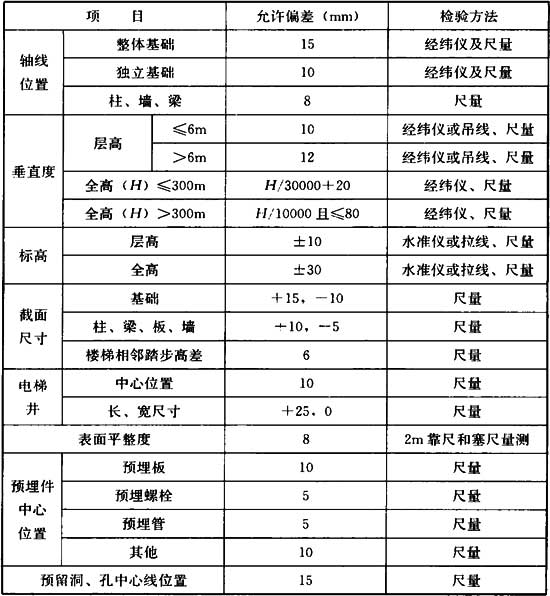 项 目 允许偏差（mm） 检验方法
轴线位置 整体基础 15 经纬仪及尺量
独立基础 10 经纬仪及尺量
柱、墙、梁 8 尺量
垂直度 层高 ≤6m 10 经纬仪或吊线、尺量
>6m 12 经纬仪或吊线、尺量
全高（H）≤300m H/30000+20 经纬仪、尺量
全高（H）>300m H/10000 且≤80 经纬仪、尺量
标高 层高 ±10 水准仪或拉线、尺量
全高 ±30 水准仪或拉线、尺量
截面尺寸 基础 +15，-10 尺量
柱、梁、板、墙 +10，-5 尺量
楼梯相邻踏步高差 6 尺量
电梯井 中心位置 10 尺量
长、宽尺寸 +25，0 尺量
表面平整度 8 2m 靠尺和塞尺量测
预埋件中心位置 预埋板 10 尺量
预埋螺栓 5 尺量
预埋管 5 尺量
其他 10 尺量
预留洞、孔中心线位置 15 尺量